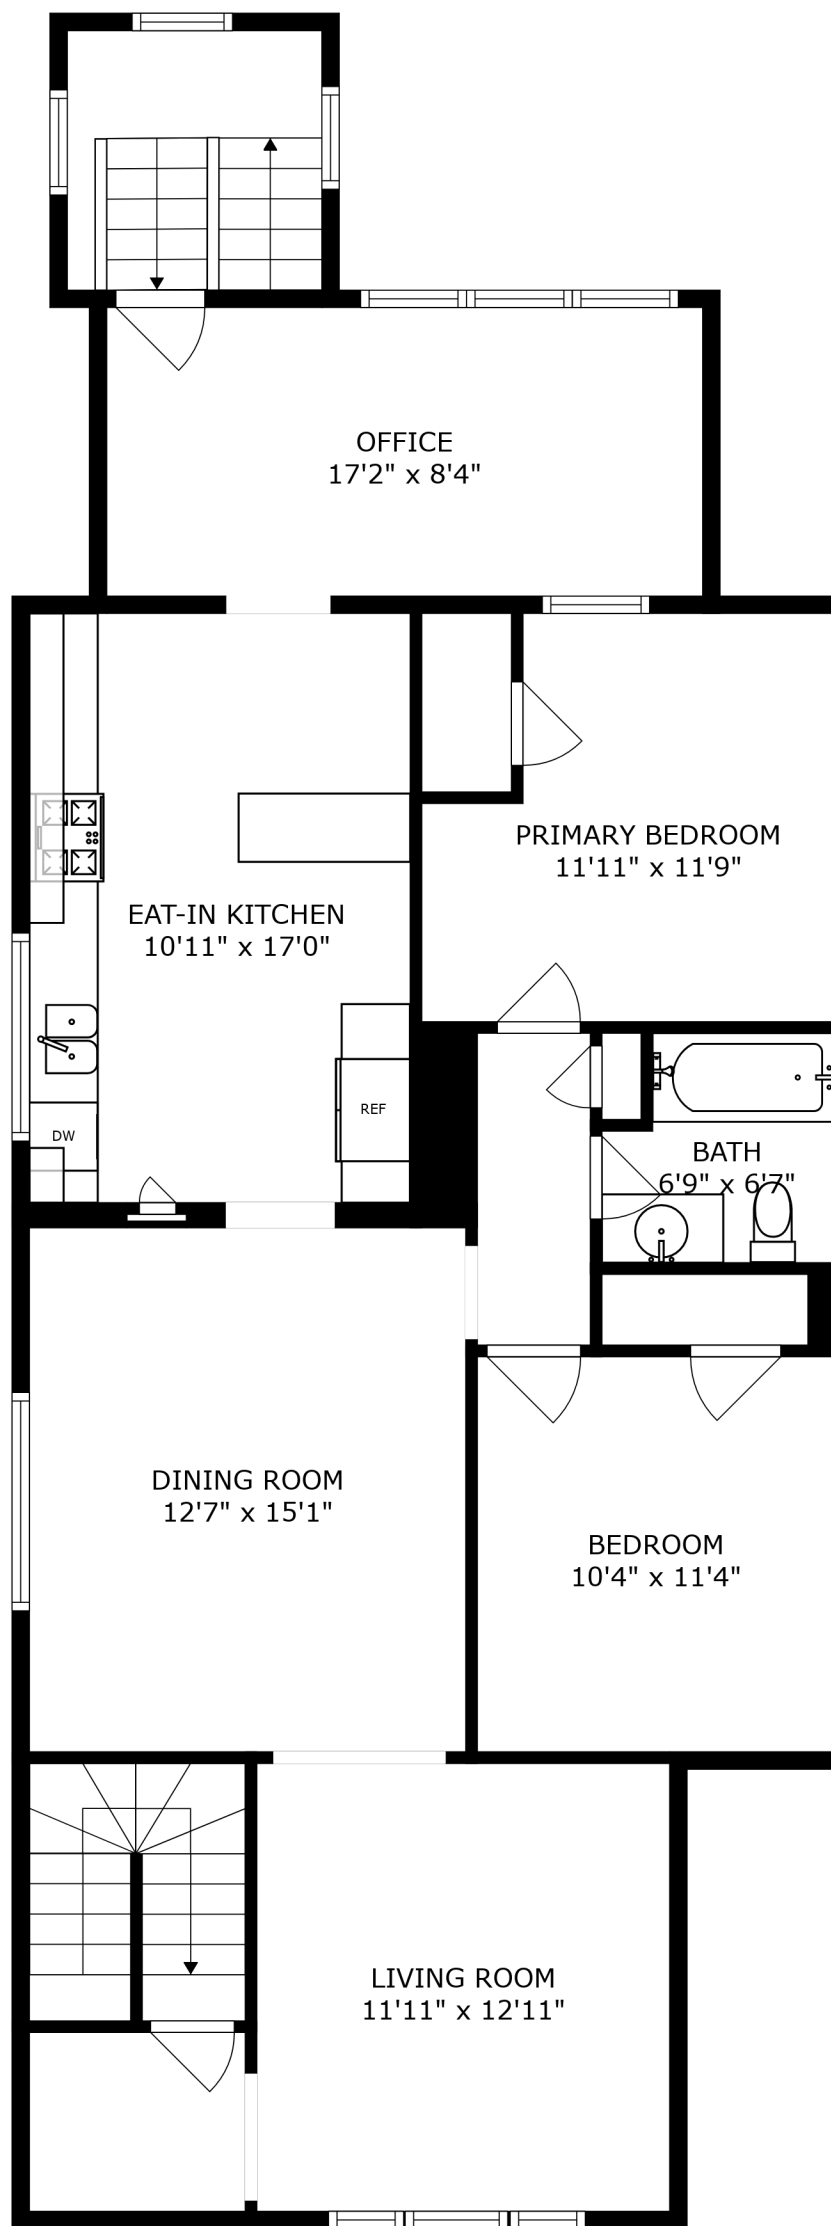 OFFICE
17'2" x 8'4"
PRIMARY BEDROOM
11'11" x 11'9"
EAT-IN KITCHEN
10'11" x 17'0"
REF
DW
BATH
6'9" x 6'7"
DINING ROOM
12'7" x 15'1"
BEDROOM
10'4" x 11'4"
LIVING ROOM
11'11" x 12'11"